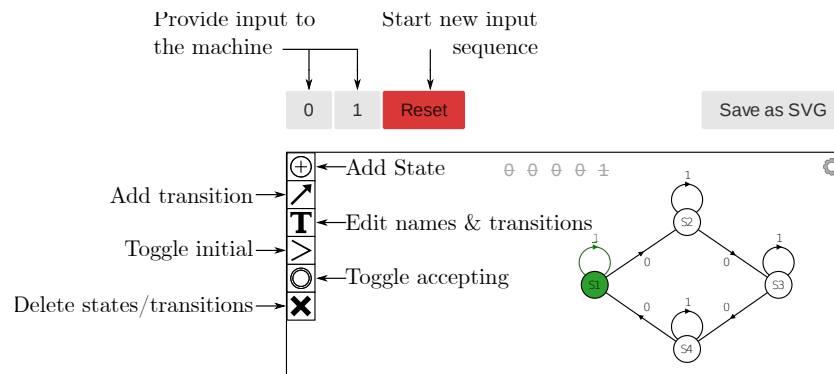 Provide input to
the machine
Start new input
sequence
0 1 Reset
Save as SVG
Add State
0 0 0 0 1
Add transition
Edit names & transitions
Toggle initial
Toggle accepting
Delete states/transitions
1
S2
1
0
0
1
S1
S3
0
1
0
S4